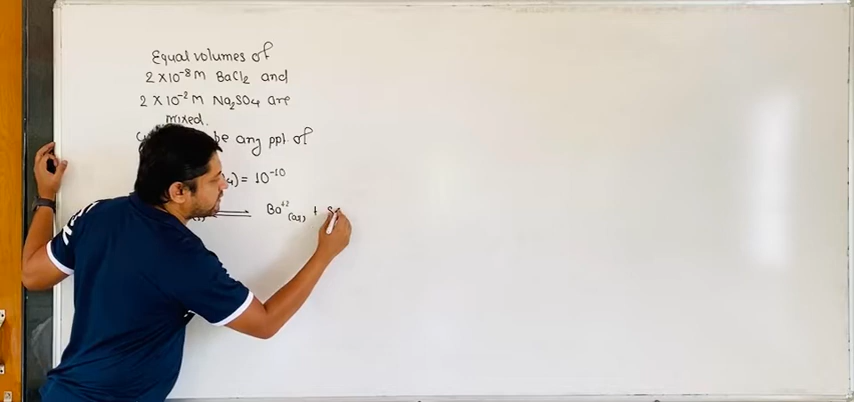 Equal volumes of
2 × 10⁻⁸ M BaCl₂ and
2 × 10⁻² M Na₂SO₄ are
mixed.
be any ppt. of
= 10⁻¹⁰
⇌ Ba⁺²(aq) + S